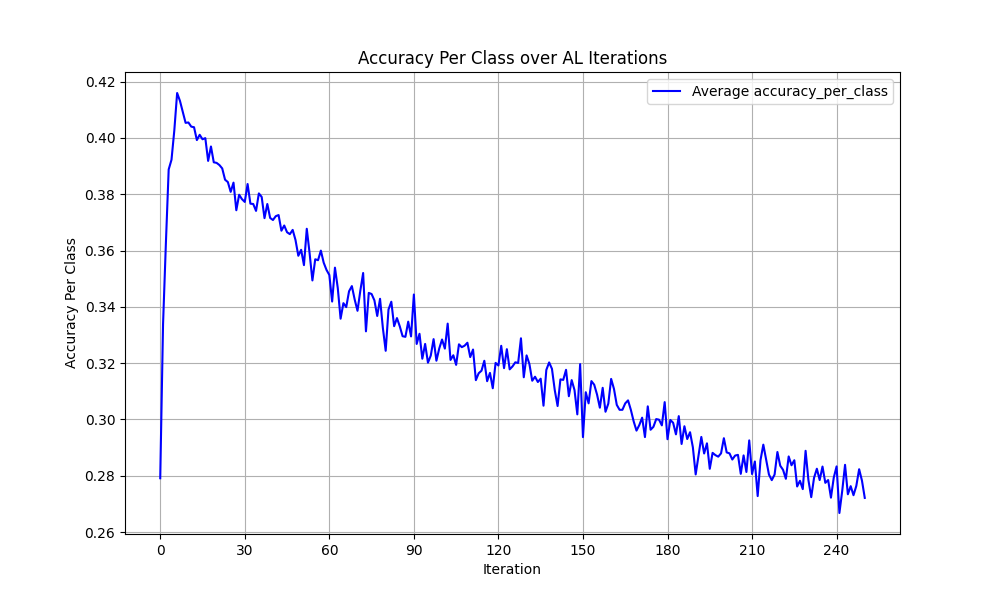 Accuracy Per Class over AL Iterations
Average accuracy_per_class
Accuracy Per Class
0.42
0.40
0.38
0.36
0.34
0.32
0.30
0.28
0.26
0 30 60 90 120 150 180 210 240
Iteration